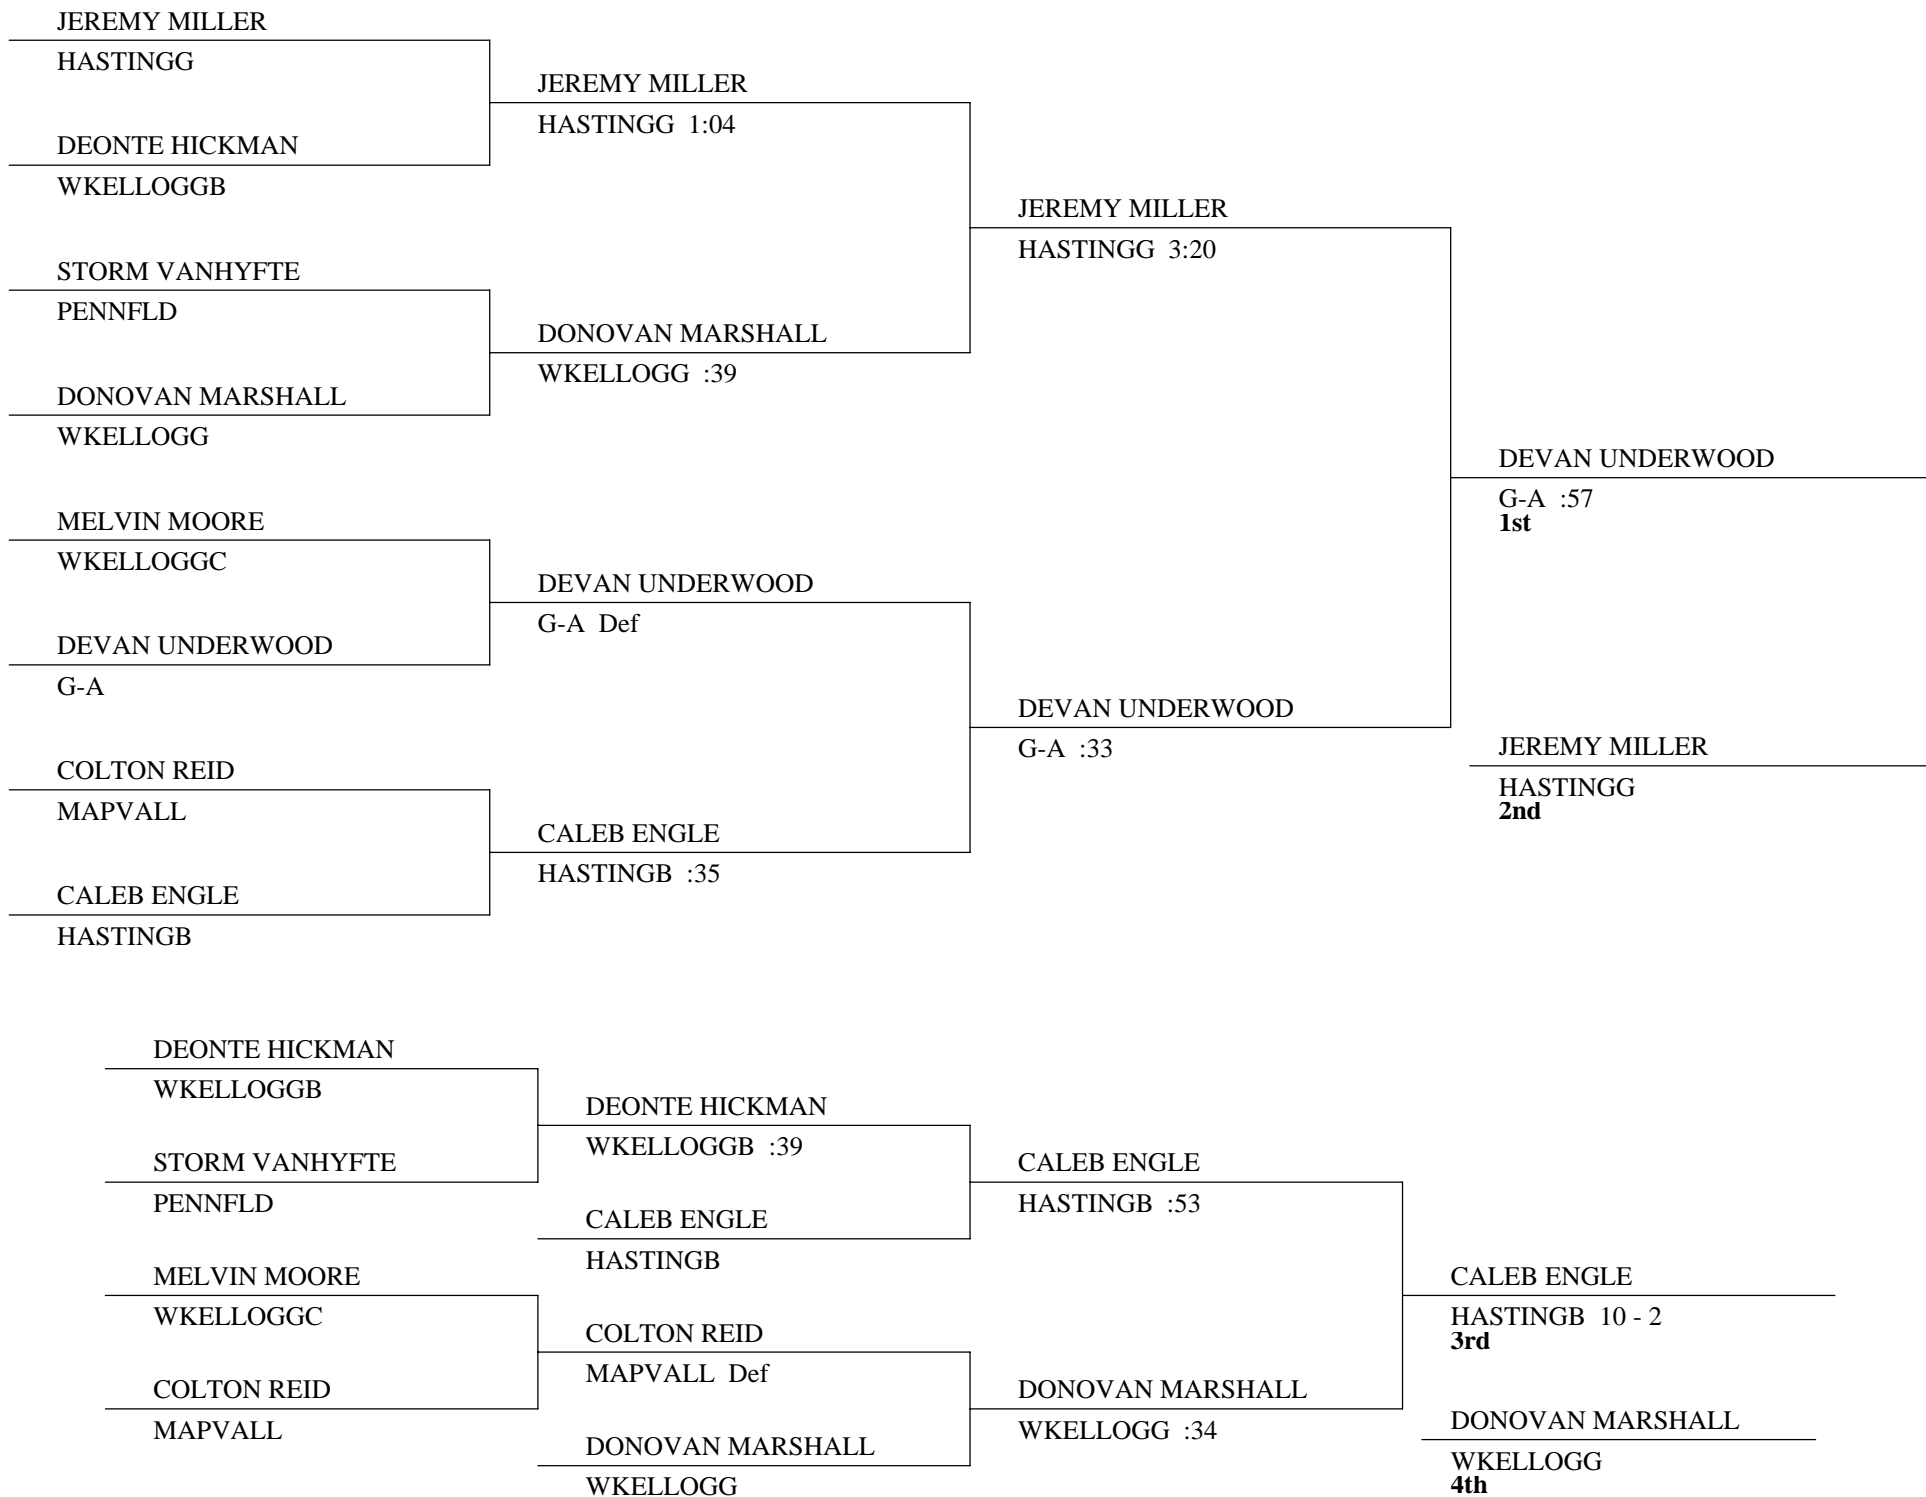 JEREMY MILLER
HASTINGG
DEONTE HICKMAN
WKELLOGGB
STORM VANHYFTE
PENNFLD
DONOVAN MARSHALL
WKELLOGG
MELVIN MOORE
WKELLOGGC
DEVAN UNDERWOOD
G-A
COLTON REID
MAPVALL
CALEB ENGLE
HASTINGB
JEREMY MILLER
HASTINGG 1:04
DONOVAN MARSHALL
WKELLOGG :39
DEVAN UNDERWOOD
G-A Def
CALEB ENGLE
HASTINGB :35
JEREMY MILLER
HASTINGG 3:20
DEVAN UNDERWOOD
G-A :33
DEVAN UNDERWOOD
G-A :57
1st
JEREMY MILLER
HASTINGG
2nd
DEONTE HICKMAN
WKELLOGGB
STORM VANHYFTE
PENNFLD
MELVIN MOORE
WKELLOGGC
COLTON REID
MAPVALL
DEONTE HICKMAN
WKELLOGGB :39
CALEB ENGLE
HASTINGB
COLTON REID
MAPVALL Def
DONOVAN MARSHALL
WKELLOGG
CALEB ENGLE
HASTINGB :53
DONOVAN MARSHALL
WKELLOGG :34
CALEB ENGLE
HASTINGB 10 - 2
3rd
DONOVAN MARSHALL
WKELLOGG
4th